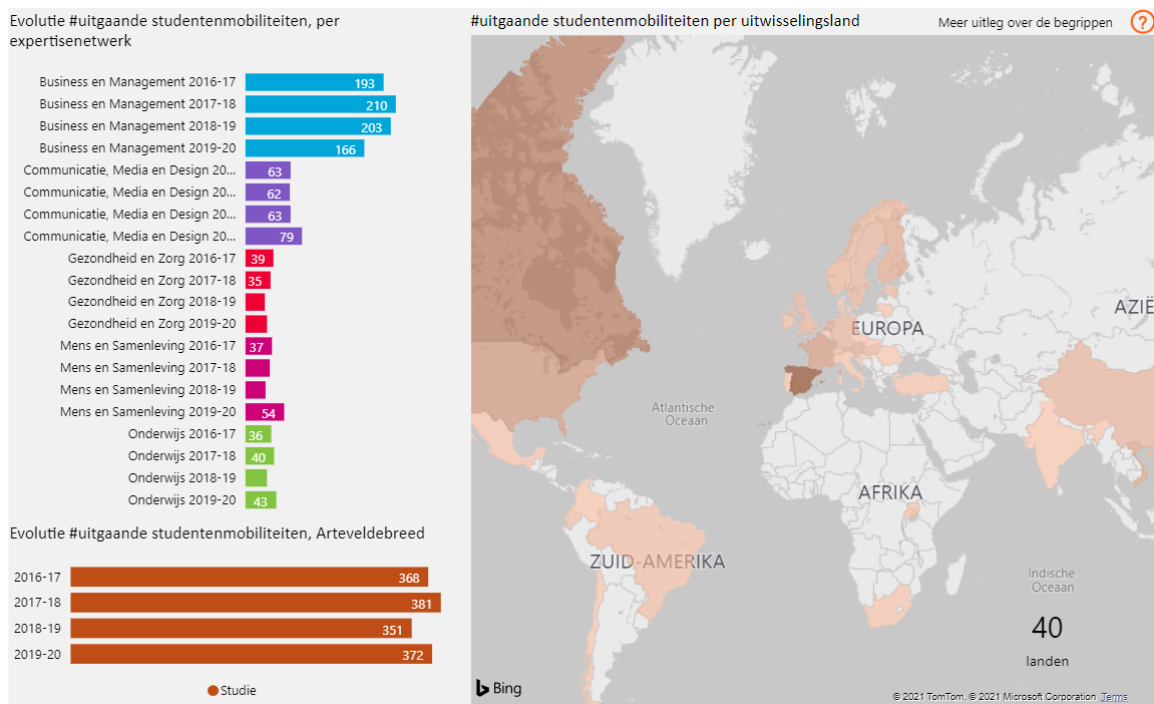 Evolutie #uitgaande studentenmobiliteiten, per
expertisenetwerk
Business en Management 2016-17
193
Business en Management 2017-18
210
Business en Management 2018-19
203
Business en Management 2019-20
166
Communicatie, Media en Design 20...
63
Communicatie, Media en Design 20...
62
Communicatie, Media en Design 20...
63
Communicatie, Media en Design 20...
79
Gezondheid en Zorg 2016-17
39
Gezondheid en Zorg 2017-18
35
Gezondheid en Zorg 2018-19
Gezondheid en Zorg 2019-20
Mens en Samenleving 2016-17
37
Mens en Samenleving 2017-18
Mens en Samenleving 2018-19
Mens en Samenleving 2019-20
54
Onderwijs 2016-17
36
Onderwijs 2017-18
40
Onderwijs 2018-19
Onderwijs 2019-20
43
Evolutie #uitgaande studentenmobiliteiten, Arteveldebreed
2016-17
368
2017-18
381
2018-19
351
2019-20
372
Studie
#uitgaande studentenmobiliteiten per uitwisselingsland
Meer uitleg over de begrippen
?
AZIË
EUROPA
Atlantische
Oceaan
AFRIKA
ZUID-AMERIKA
Indische
Oceaan
40
landen
Bing
© 2021 TomTom, © 2021 Microsoft Corporation Terms